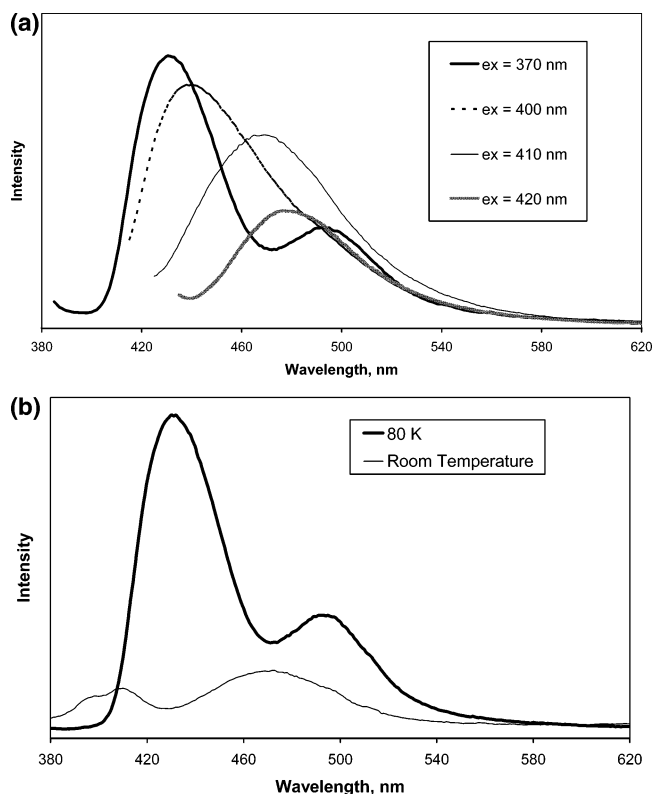 (a)
Intensity
ex = 370 nm
ex = 400 nm
ex = 410 nm
ex = 420 nm
380 420 460 500 540 580 620
Wavelength, nm
(b)
Intensity
80 K
Room Temperature
380 420 460 500 540 580 620
Wavelength, nm